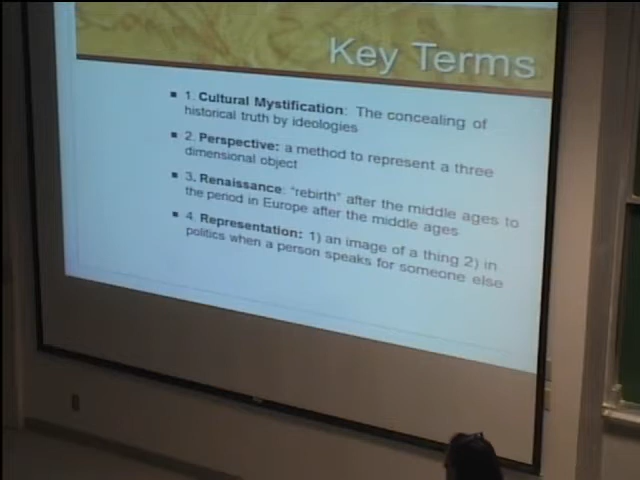 Key Terms
1. Cultural Mystification: The concealing of
historical truth by ideologies
2. Perspective: a method to represent a three
dimensional object
3. Renaissance: "rebirth" after the middle ages to
the period in Europe after the middle ages
4. Representation: 1) an image of a thing 2) in
politics when a person speaks for someone else